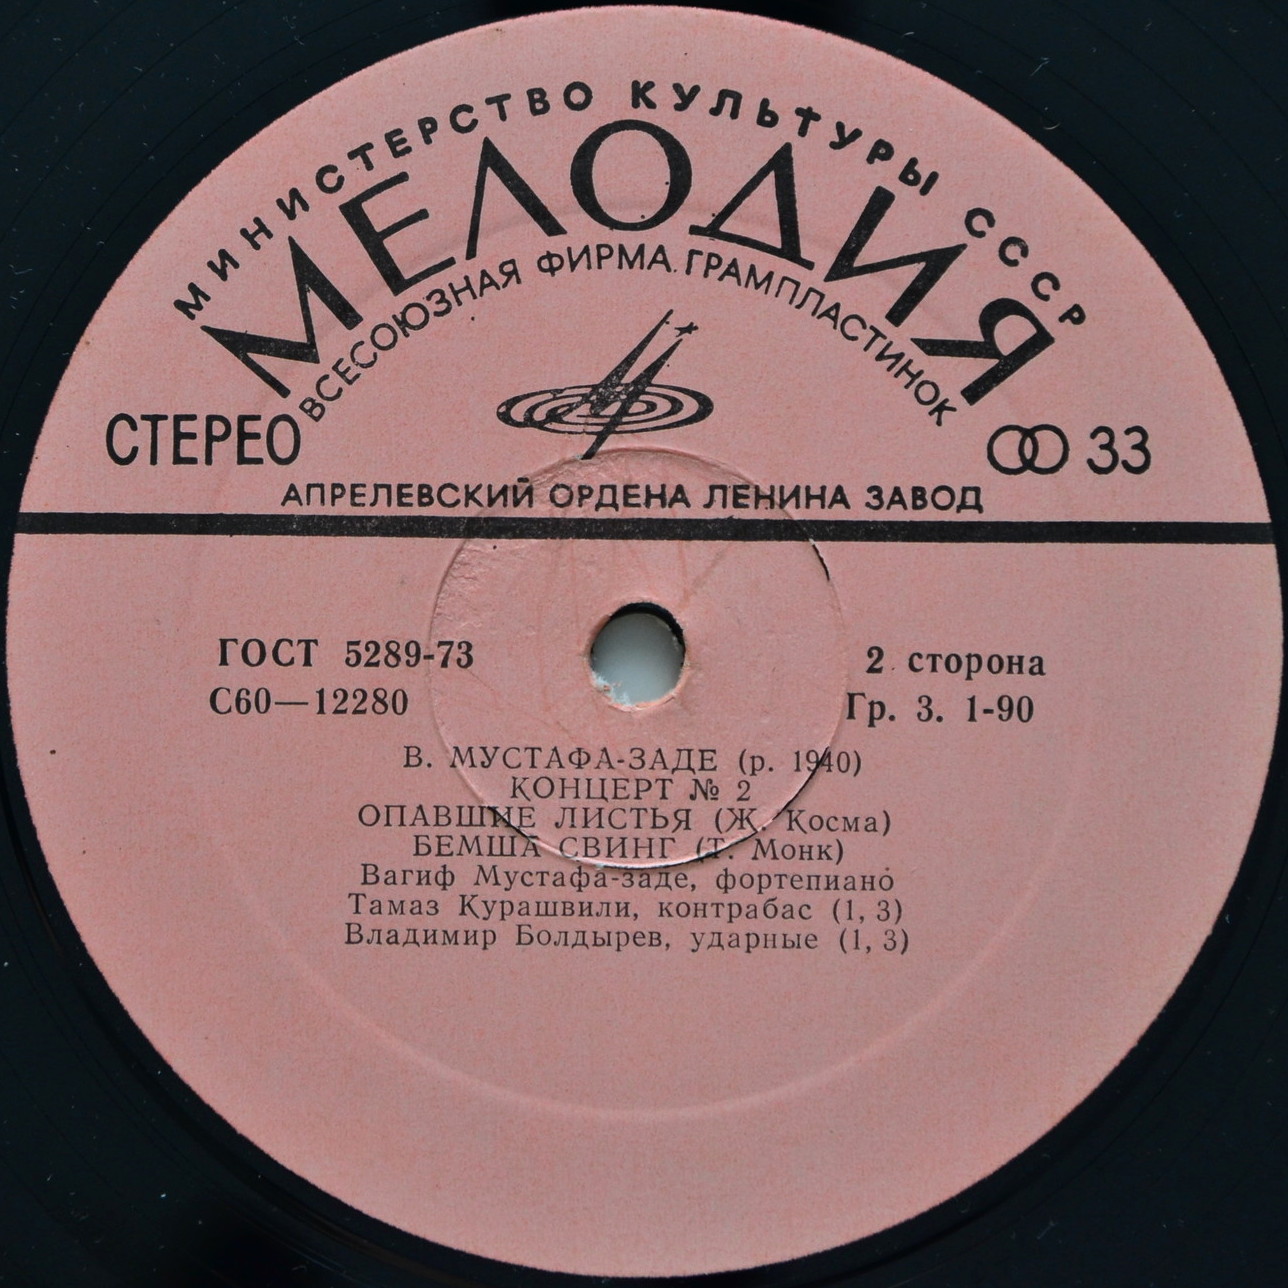 МИНИСТЕРСТВО КУЛЬТУРЫ СССР
МЕЛОДИЯ
ВСЕСОЮЗНАЯ ФИРМА ГРАМПЛАСТИНОК
СТЕРЕО
33
АПРЕЛЕВСКИЙ ОРДЕНА ЛЕНИНА ЗАВОД
ГОСТ 5289-73
2 сторона
С60—12280
Гр. 3. 1-90
В. МУСТАФА-ЗАДЕ (р. 1940)
КОНЦЕРТ № 2
ОПАВШИЕ ЛИСТЬЯ (Ж. Косма)
БЕМША СВИНГ (Т. Монк)
Вагиф Мустафа-заде, фортепиано
Тамаз Курашвили, контрабас (1, 3)
Владимир Болдырев, ударные (1, 3)